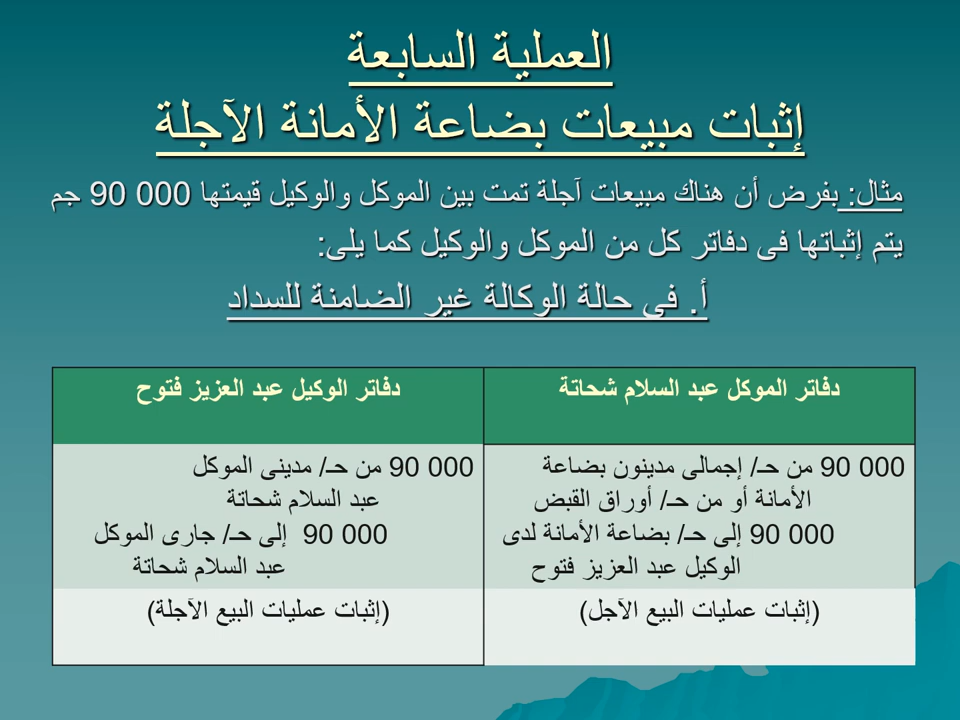 العملية السابعة
إثبات مبيعات بضاعة الأمانة الآجلة
مثال: بفرض أن هناك مبيعات آجلة تمت بين الموكل والوكيل قيمتها 000 90 جم
يتم إثباتها فى دفاتر كل من الموكل والوكيل كما يلى:
أ. فى حالة الوكالة غير الضامنة للسداد
دفاتر الموكل عبد السلام شحاتة
000 90 من حـ/ إجمالى مدينون بضاعة
الأمانة أو من حـ/ أوراق القبض
000 90 إلى حـ/ بضاعة الأمانة لدى
الوكيل عبد العزيز فتوح
(إثبات عمليات البيع الآجل)
دفاتر الوكيل عبد العزيز فتوح
000 90 من حـ/ مدينى الموكل
عبد السلام شحاتة
000 90 إلى حـ/ جارى الموكل
عبد السلام شحاتة
(إثبات عمليات البيع الآجلة)